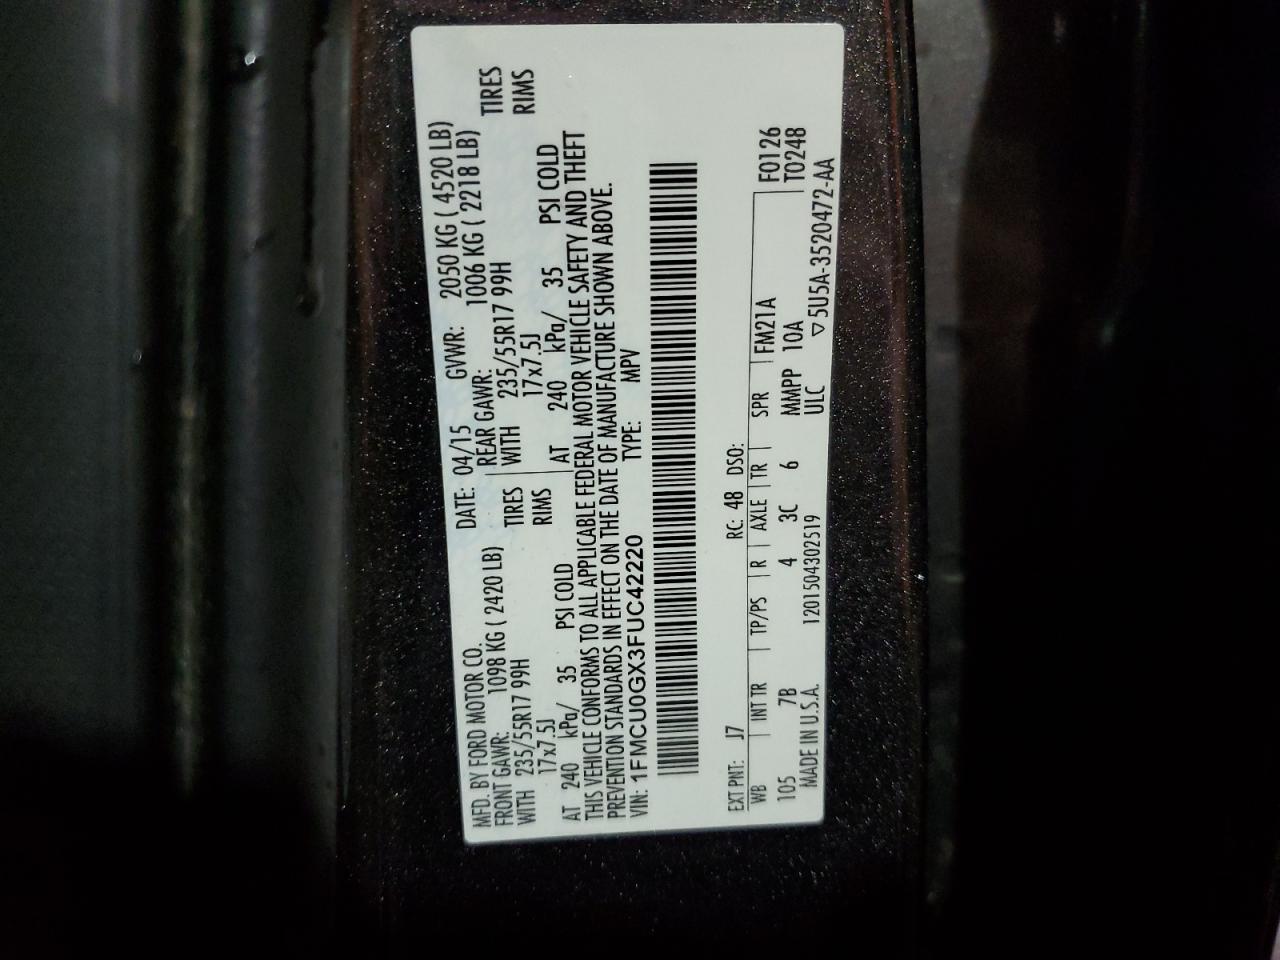 MFD. BY FORD MOTOR CO. DATE: 04/15 GVWR: 2050 KG ( 4520 LB)
FRONT GAWR: 1098 KG ( 2420 LB) REAR GAWR: 1006 KG ( 2218 LB)
WITH 235/55R17 99H TIRES WITH 235/55R17 99H TIRES
17x7.5J RIMS 17x7.5J RIMS
AT 240 kPa/ 35 PSI COLD AT 240 kPa/ 35 PSI COLD
THIS VEHICLE CONFORMS TO ALL APPLICABLE FEDERAL MOTOR VEHICLE SAFETY AND THEFT
PREVENTION STANDARDS IN EFFECT ON THE DATE OF MANUFACTURE SHOWN ABOVE.
VIN: 1FMCU0GX3FUC42220 TYPE: MPV
EXT PNT: J7 RC: 48 DSO:
WB INT TR TP/PS R AXLE TR SPR FM21A F0126
105 7B 4 3C 6 MMPP 10A T0248
MADE IN U.S.A. 1201504302519 ULC ▽5U5A-3520472-AA